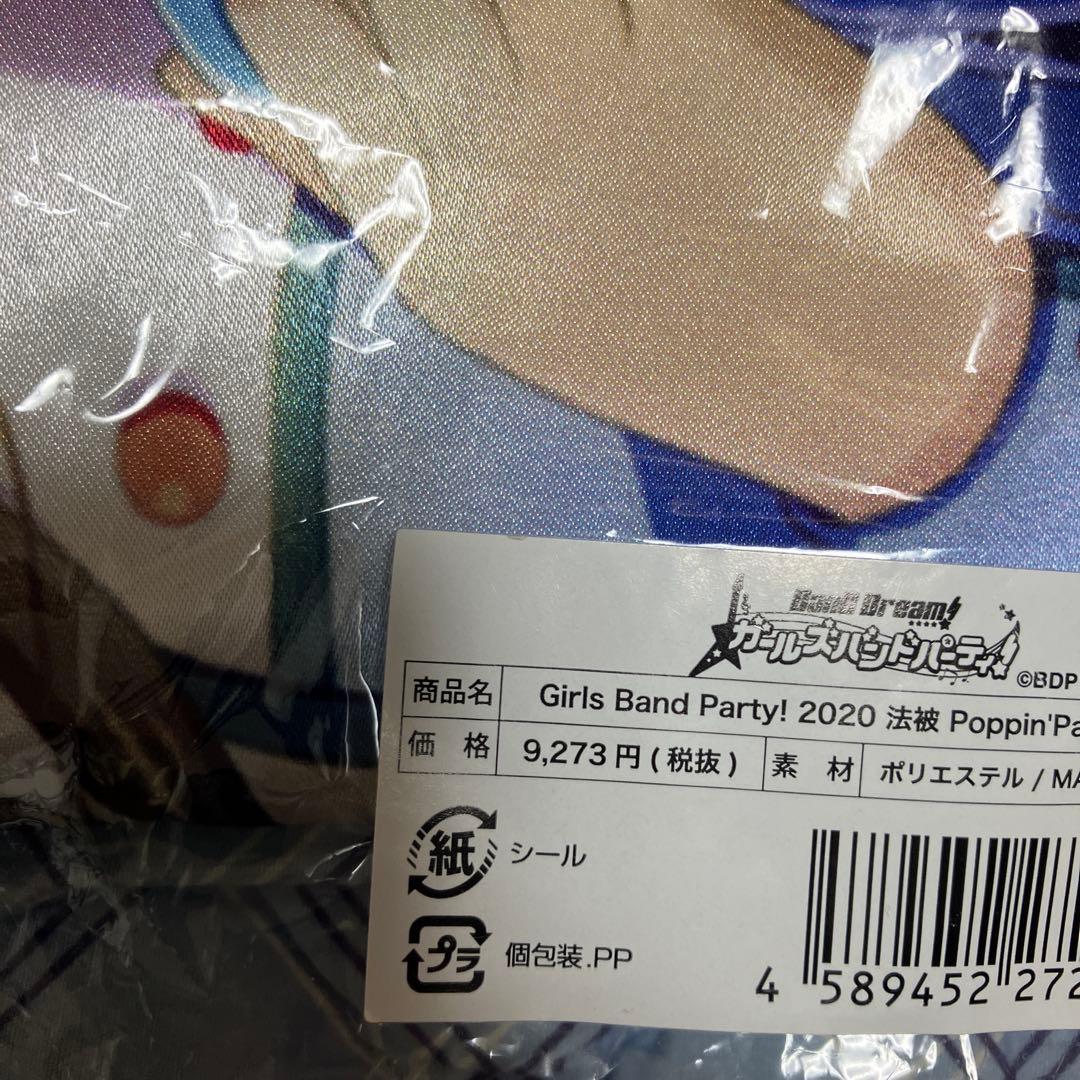 BanG Dream!
ガールズバンドパーティ!
©BDP
商品名 Girls Band Party! 2020 法被 Poppin'Pa
価格 9,273円(税抜) 素材 ポリエステル / MA
紙 シール
プラ 個包装.PP
4 589452 272